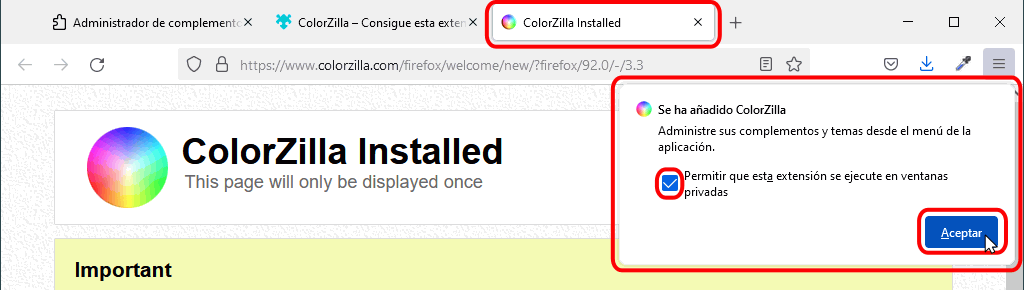 Administrador de complemento
ColorZilla – Consigue esta exten
ColorZilla Installed
https://www.colorzilla.com/firefox/welcome/new/?firefox/92.0/-/3.3
Se ha añadido ColorZilla
Administre sus complementos y temas desde el menú de la
aplicación.
Permitir que esta extensión se ejecute en ventanas
privadas
Aceptar
ColorZilla Installed
This page will only be displayed once
Important